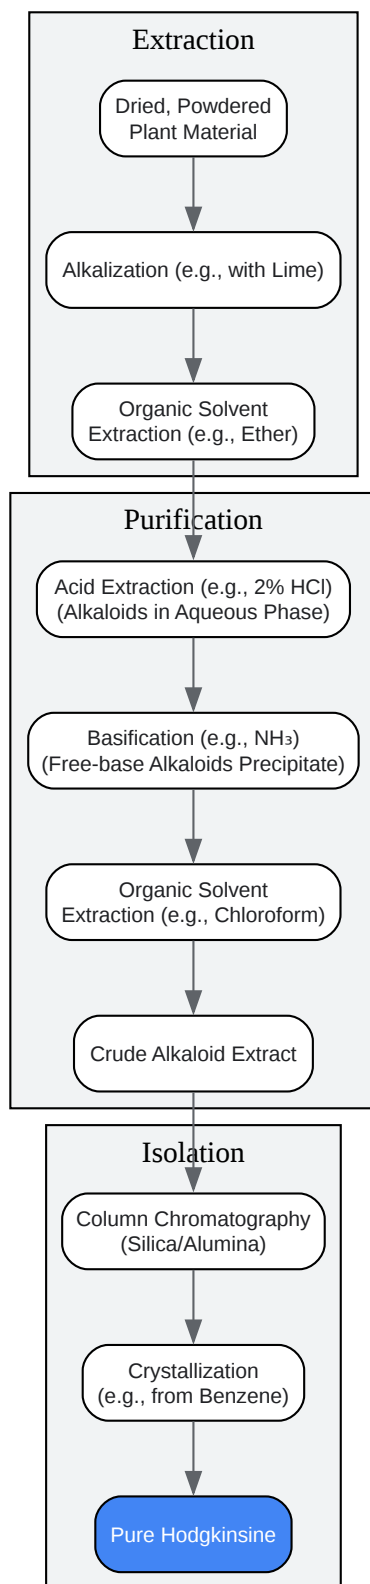 Extraction
Dried, Powdered
Plant Material
Alkalization (e.g., with Lime)
Organic Solvent
Extraction (e.g., Ether)
Purification
Acid Extraction (e.g., 2% HCl)
(Alkaloids in Aqueous Phase)
Basification (e.g., NH₃)
(Free-base Alkaloids Precipitate)
Organic Solvent
Extraction (e.g., Chloroform)
Crude Alkaloid Extract
Isolation
Column Chromatography
(Silica/Alumina)
Crystallization
(e.g., from Benzene)
Pure Hodgkinsine